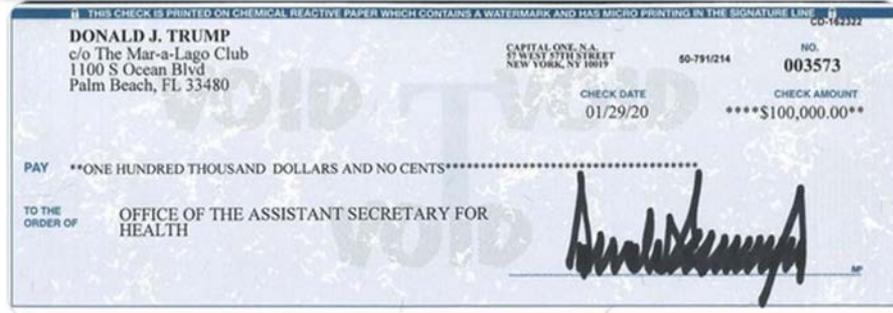 THIS CHECK IS PRINTED ON CHEMICAL REACTIVE PAPER WHICH CONTAINS A WATERMARK AND HAS MICRO PRINTING IN THE SIGNATURE LINE
CD-162322
DONALD J. TRUMP
c/o The Mar-a-Lago Club
1100 S Ocean Blvd
Palm Beach, FL 33480
CAPITAL ONE, N.A.
57 WEST 57TH STREET
NEW YORK, NY 10019
50-791/214
NO.
003573
CHECK DATE
01/29/20
CHECK AMOUNT
****$100,000.00**
VOID VOID
PAY **ONE HUNDRED THOUSAND DOLLARS AND NO CENTS***********************************
TO THE
ORDER OF
OFFICE OF THE ASSISTANT SECRETARY FOR
HEALTH
VOID
MP